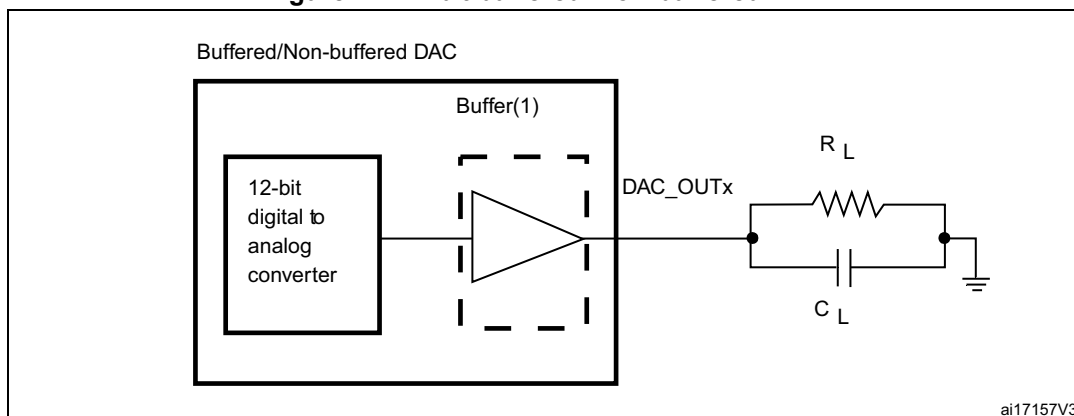 Buffered/Non-buffered DAC
Buffer(1)
12-bit
digital to
analog
converter
DAC_OUTx
R L
C L
ai17157V3